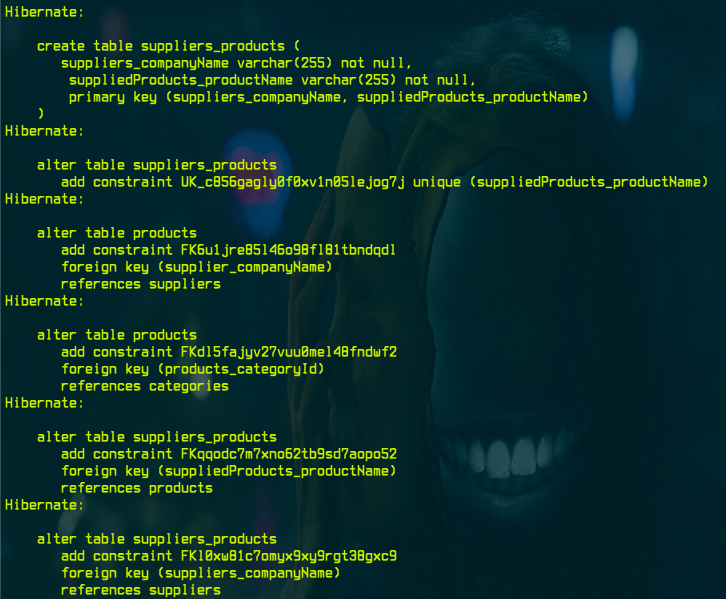 Hibernate:
create table suppliers_products (
suppliers_companyName varchar(255) not null,
suppliedProducts_productName varchar(255) not null,
primary key (suppliers_companyName, suppliedProducts_productName)
)
Hibernate:
alter table suppliers_products
add constraint UK_c856gagly0f0xv1n05lejog7j unique (suppliedProducts_productName)
Hibernate:
alter table products
add constraint FK6u1jre85l46o98fl81tbndqdl
foreign key (supplier_companyName)
references suppliers
Hibernate:
alter table products
add constraint FKdl5fajyv27vuu0mel48fndwf2
foreign key (products_categoryId)
references categories
Hibernate:
alter table suppliers_products
add constraint FKqqodc7m7xno62tb9sd7aopo52
foreign key (suppliedProducts_productName)
references products
Hibernate:
alter table suppliers_products
add constraint FKl0xw81c7omyx9xy9rgt38gxc9
foreign key (suppliers_companyName)
references suppliers